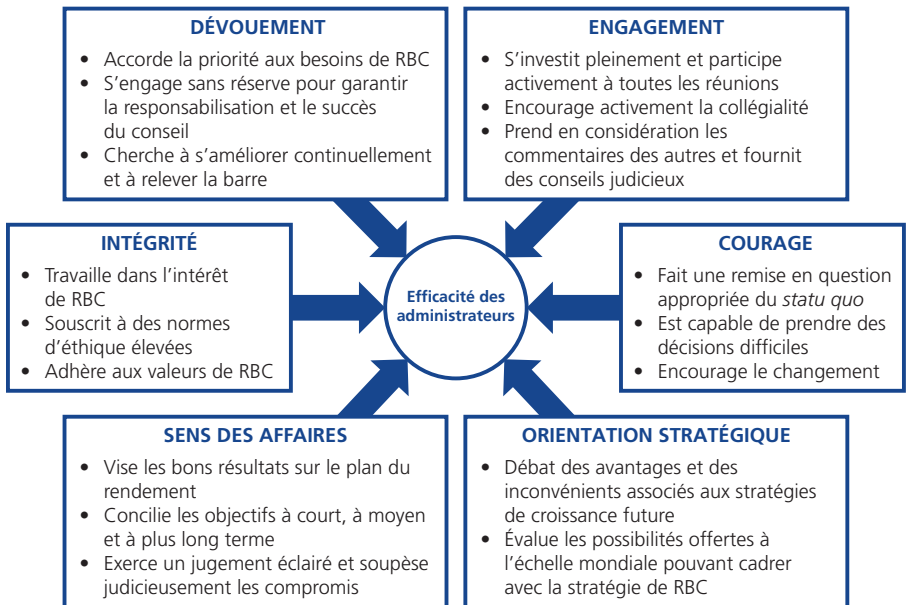 DÉVOUEMENT
• Accorde la priorité aux besoins de RBC
• S'engage sans réserve pour garantir
la responsabilisation et le succès
du conseil
• Cherche à s'améliorer continuellement
et à relever la barre
ENGAGEMENT
• S'investit pleinement et participe
activement à toutes les réunions
• Encourage activement la collégialité
• Prend en considération les
commentaires des autres et fournit
des conseils judicieux
INTÉGRITÉ
• Travaille dans l'intérêt
de RBC
• Souscrit à des normes
d'éthique élevées
• Adhère aux valeurs de RBC
Efficacité des
administrateurs
COURAGE
• Fait une remise en question
appropriée du statu quo
• Est capable de prendre des
décisions difficiles
• Encourage le changement
SENS DES AFFAIRES
• Vise les bons résultats sur le plan du
rendement
• Concilie les objectifs à court, à moyen
et à plus long terme
• Exerce un jugement éclairé et soupèse
judicieusement les compromis
ORIENTATION STRATÉGIQUE
• Débat des avantages et des
inconvénients associés aux stratégies
de croissance future
• Évalue les possibilités offertes à
l'échelle mondiale pouvant cadrer
avec la stratégie de RBC